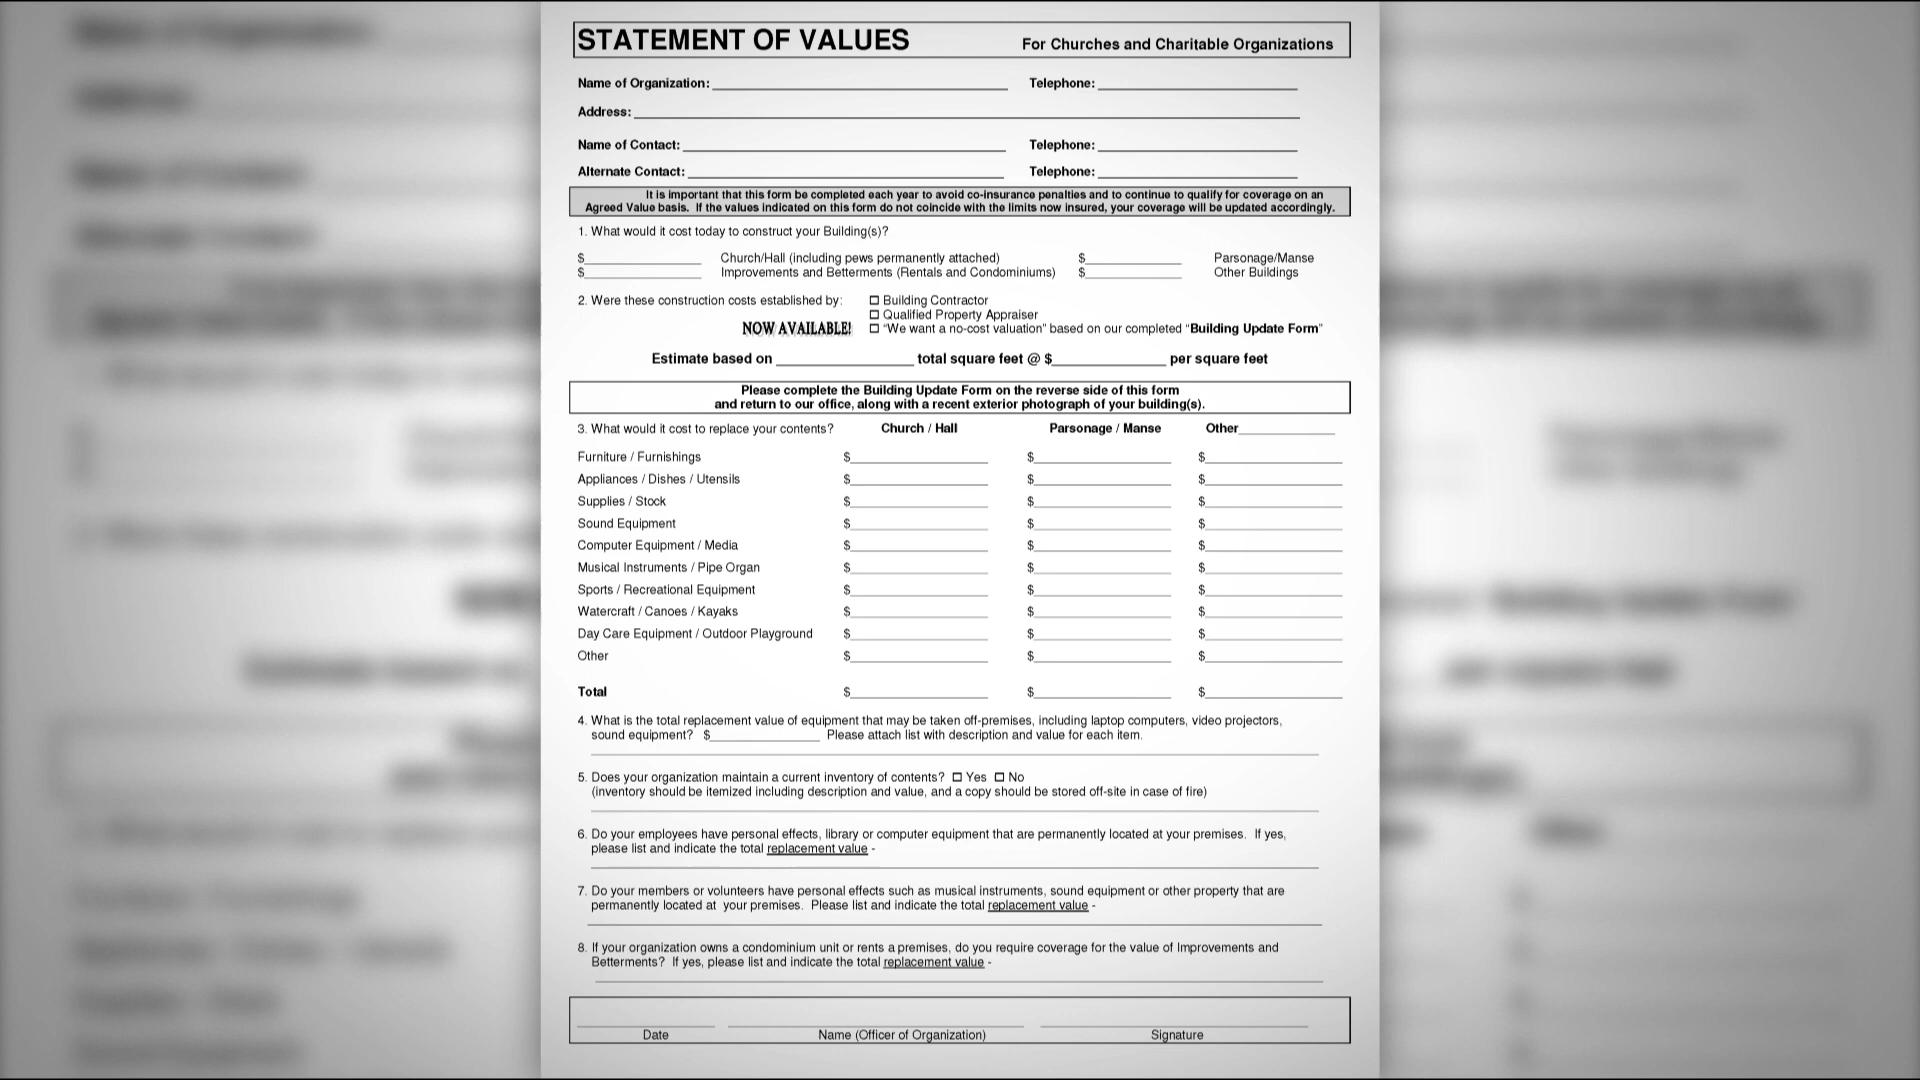 STATEMENT OF VALUES For Churches and Charitable Organizations
Name of Organization: Telephone:
Address:
Name of Contact: Telephone:
Alternate Contact: Telephone:
It is important that this form be completed each year to avoid co-insurance penalties and to continue to qualify for coverage on an
Agreed Value basis. If the values indicated on this form do not coincide with the limits now insured, your coverage will be updated accordingly.
1. What would it cost today to construct your Building(s)?
$ Church/Hall (including pews permanently attached) $ Parsonage/Manse
$ Improvements and Betterments (Rentals and Condominiums) $ Other Buildings
2. Were these construction costs established by: ☐ Building Contractor
☐ Qualified Property Appraiser
NOW AVAILABLE! ☐ "We want a no-cost valuation" based on our completed "Building Update Form"
Estimate based on total square feet @ $ per square feet
Please complete the Building Update Form on the reverse side of this form
and return to our office, along with a recent exterior photograph of your building(s).
3. What would it cost to replace your contents? Church / Hall Parsonage / Manse Other
Furniture / Furnishings $ $ $
Appliances / Dishes / Utensils $ $ $
Supplies / Stock $ $ $
Sound Equipment $ $ $
Computer Equipment / Media $ $ $
Musical Instruments / Pipe Organ $ $ $
Sports / Recreational Equipment $ $ $
Watercraft / Canoes / Kayaks $ $ $
Day Care Equipment / Outdoor Playground $ $ $
Other $ $ $
Total $ $ $
4. What is the total replacement value of equipment that may be taken off-premises, including laptop computers, video projectors,
sound equipment? $ Please attach list with description and value for each item.
5. Does your organization maintain a current inventory of contents? ☐ Yes ☐ No
(inventory should be itemized including description and value, and a copy should be stored off-site in case of fire)
6. Do your employees have personal effects, library or computer equipment that are permanently located at your premises. If yes,
please list and indicate the total replacement value -
7. Do your members or volunteers have personal effects such as musical instruments, sound equipment or other property that are
permanently located at your premises. Please list and indicate the total replacement value -
8. If your organization owns a condominium unit or rents a premises, do you require coverage for the value of Improvements and
Betterments? If yes, please list and indicate the total replacement value -
Date Name (Officer of Organization) Signature